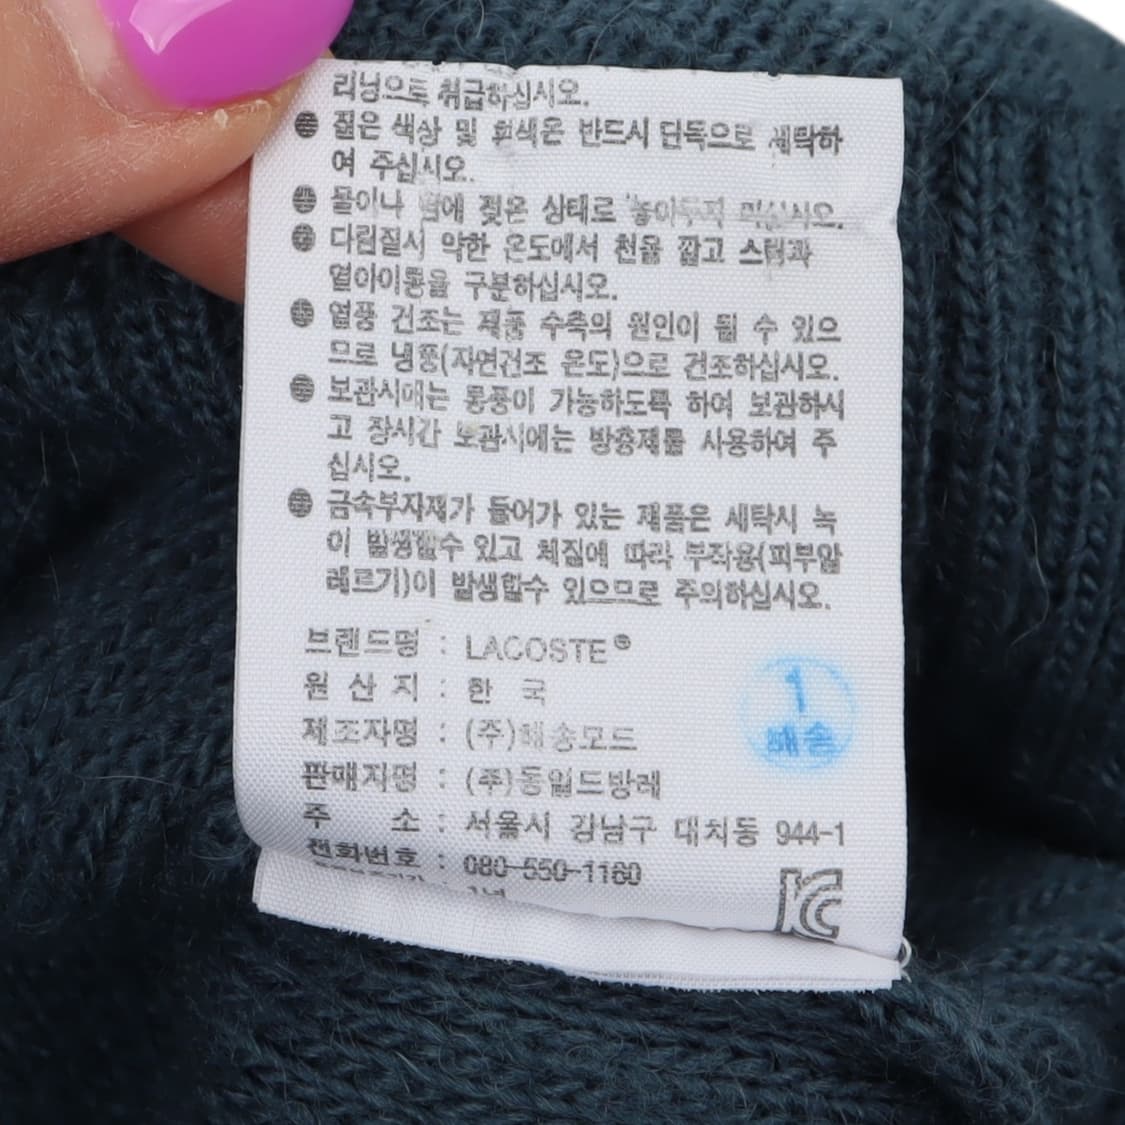 리닝으로 취급하십시오.
● 짙은 색상 및 흰색은 반드시 단독으로 세탁하
여 주십시오.
● 물이나 땀에 젖은 상태로 놓아두지 마십시오.
● 다림질시 약한 온도에서 천을 깔고 스팀과
열아이롱을 구분하십시오.
● 열풍 건조는 제품 수축의 원인이 될 수 있으
므로 냉풍(자연건조 온도)으로 건조하십시오.
● 보관시에는 통풍이 가능하도록 하여 보관하시
고 장시간 보관시에는 방충제를 사용하여 주
십시오.
● 금속부자재가 들어가 있는 제품은 세탁시 녹
이 발생할수 있고 체질에 따라 부작용(피부알
레르기)이 발생할수 있으므로 주의하십시오.
브랜드명 : LACOSTE®
원 산 지 : 한 국
제조자명 : (주)해송모드
판매자명 : (주)동일드방레
주 소 : 서울시 강남구 대치동 944-1
전화번호 : 080-550-1160
: 1년
KC
1
해송